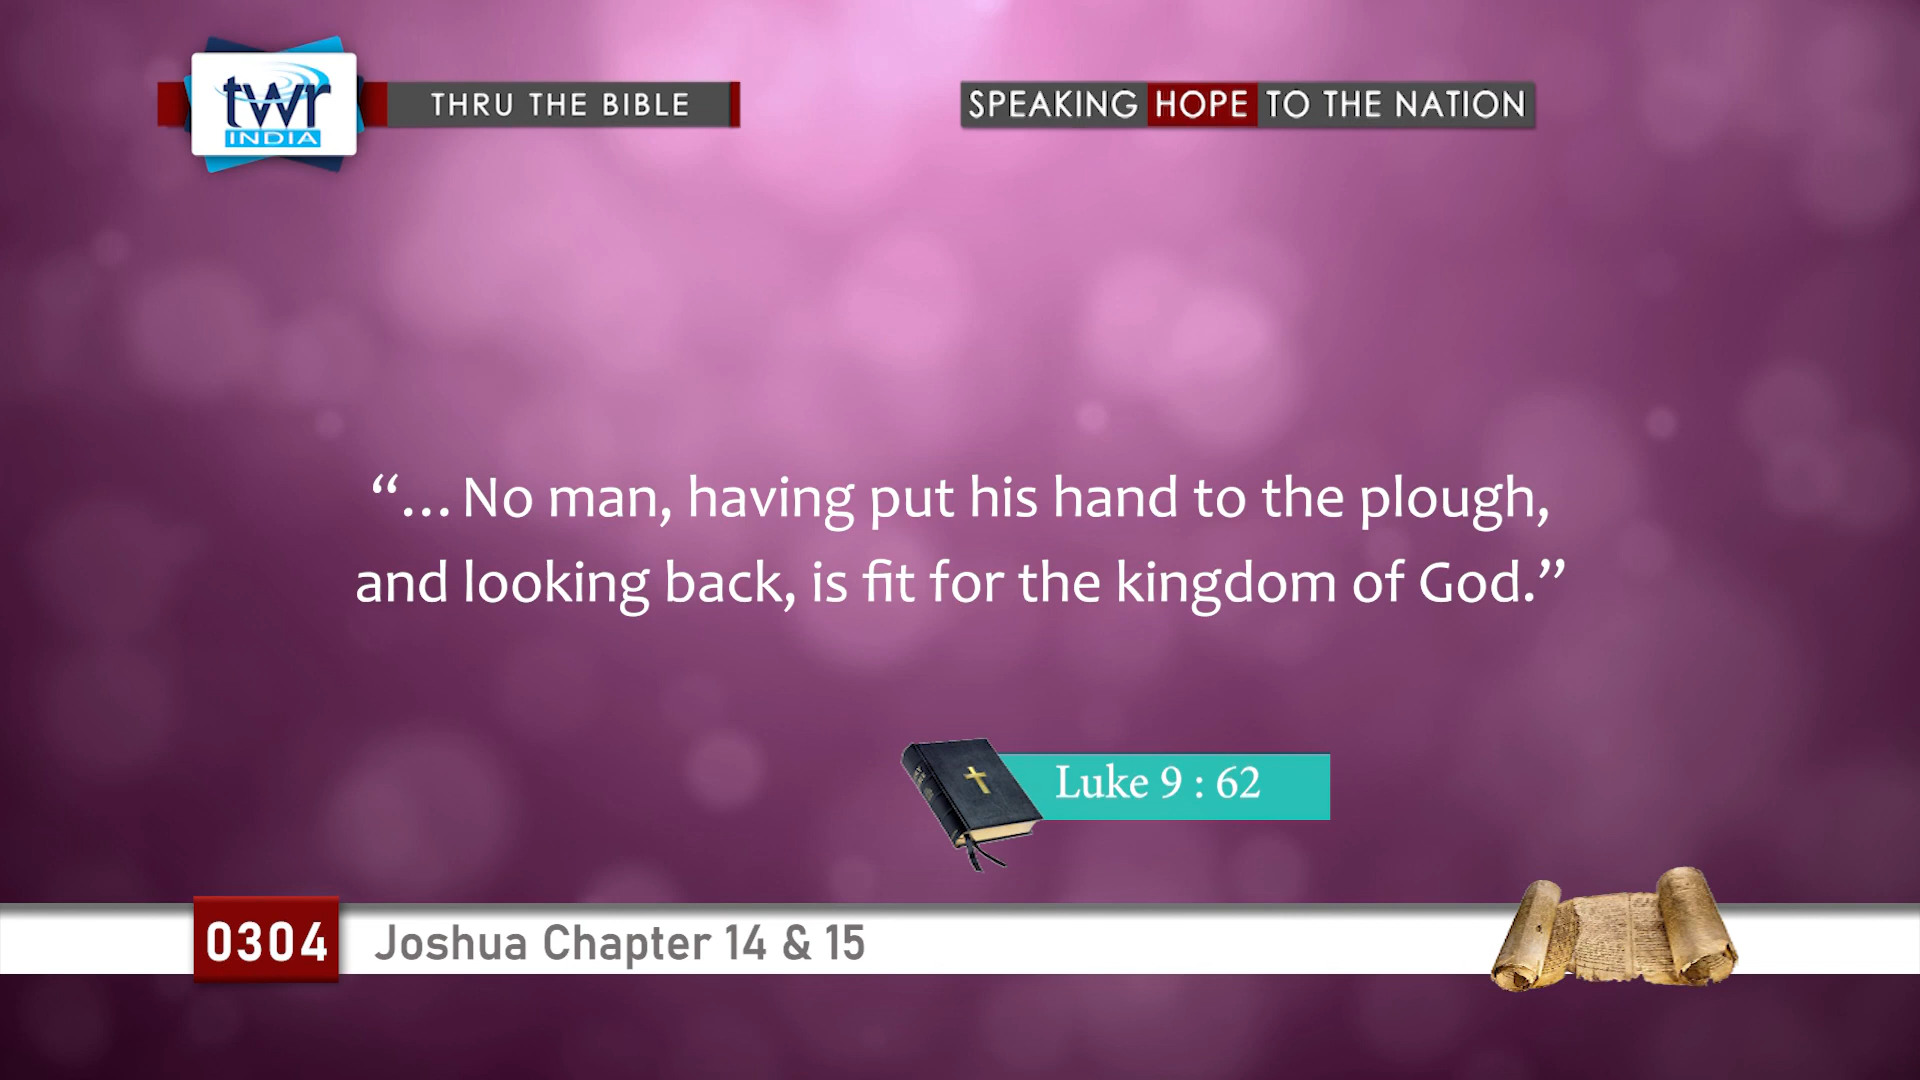 twr
INDIA
THRU THE BIBLE
SPEAKING HOPE TO THE NATION
“... No man, having put his hand to the plough,
and looking back, is fit for the kingdom of God.”
Luke 9 : 62
0304
Joshua Chapter 14 & 15